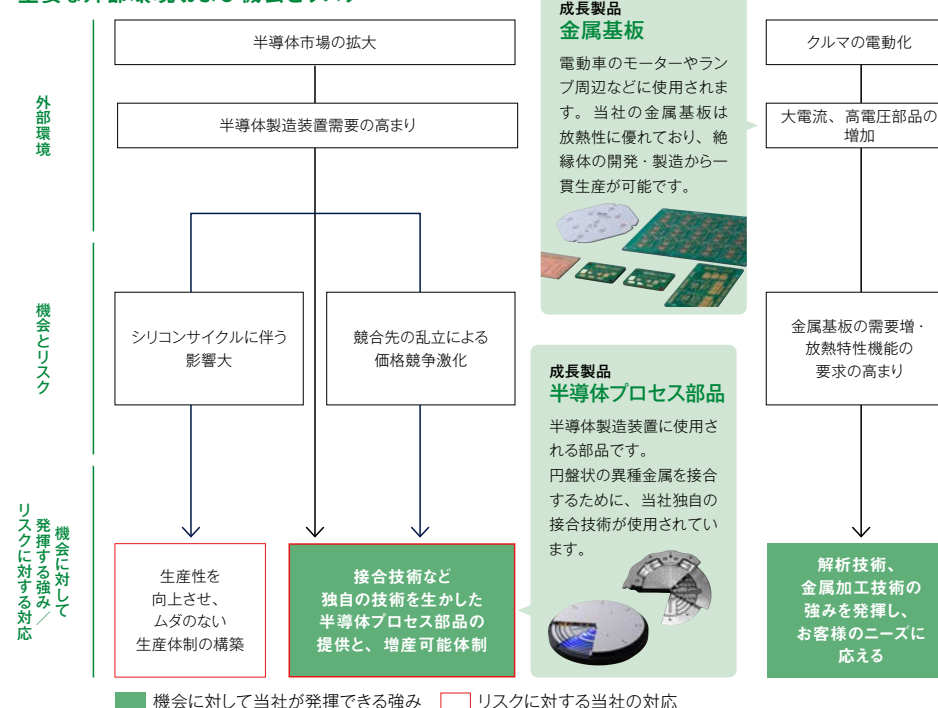 半導体市場の拡大
半導体製造装置需要の高まり
外部環境
成長製品
金属基板
電動車のモーターやラン
プ周辺などに使用されま
す。当社の金属基板は
放熱性に優れており、絶
縁体の開発・製造から一
貫生産が可能です。
クルマの電動化
大電流、高電圧部品の
増加
機会とリスク
シリコンサイクルに伴う
影響大
競合先の乱立による
価格競争激化
金属基板の需要増・
放熱特性機能の
要求の高まり
成長製品
半導体プロセス部品
半導体製造装置に使用さ
れる部品です。
円盤状の異種金属を接合
するために、当社独自の
接合技術が使用されてい
ます。
機会に対して
発揮する強み／
リスクに対する対応
生産性を
向上させ、
ムダのない
生産体制の構築
接合技術など
独自の技術を生かした
半導体プロセス部品の
提供と、増産可能体制
解析技術、
金属加工技術の
強みを発揮し、
お客様のニーズに
応える
機会に対して当社が発揮できる強み
リスクに対する当社の対応